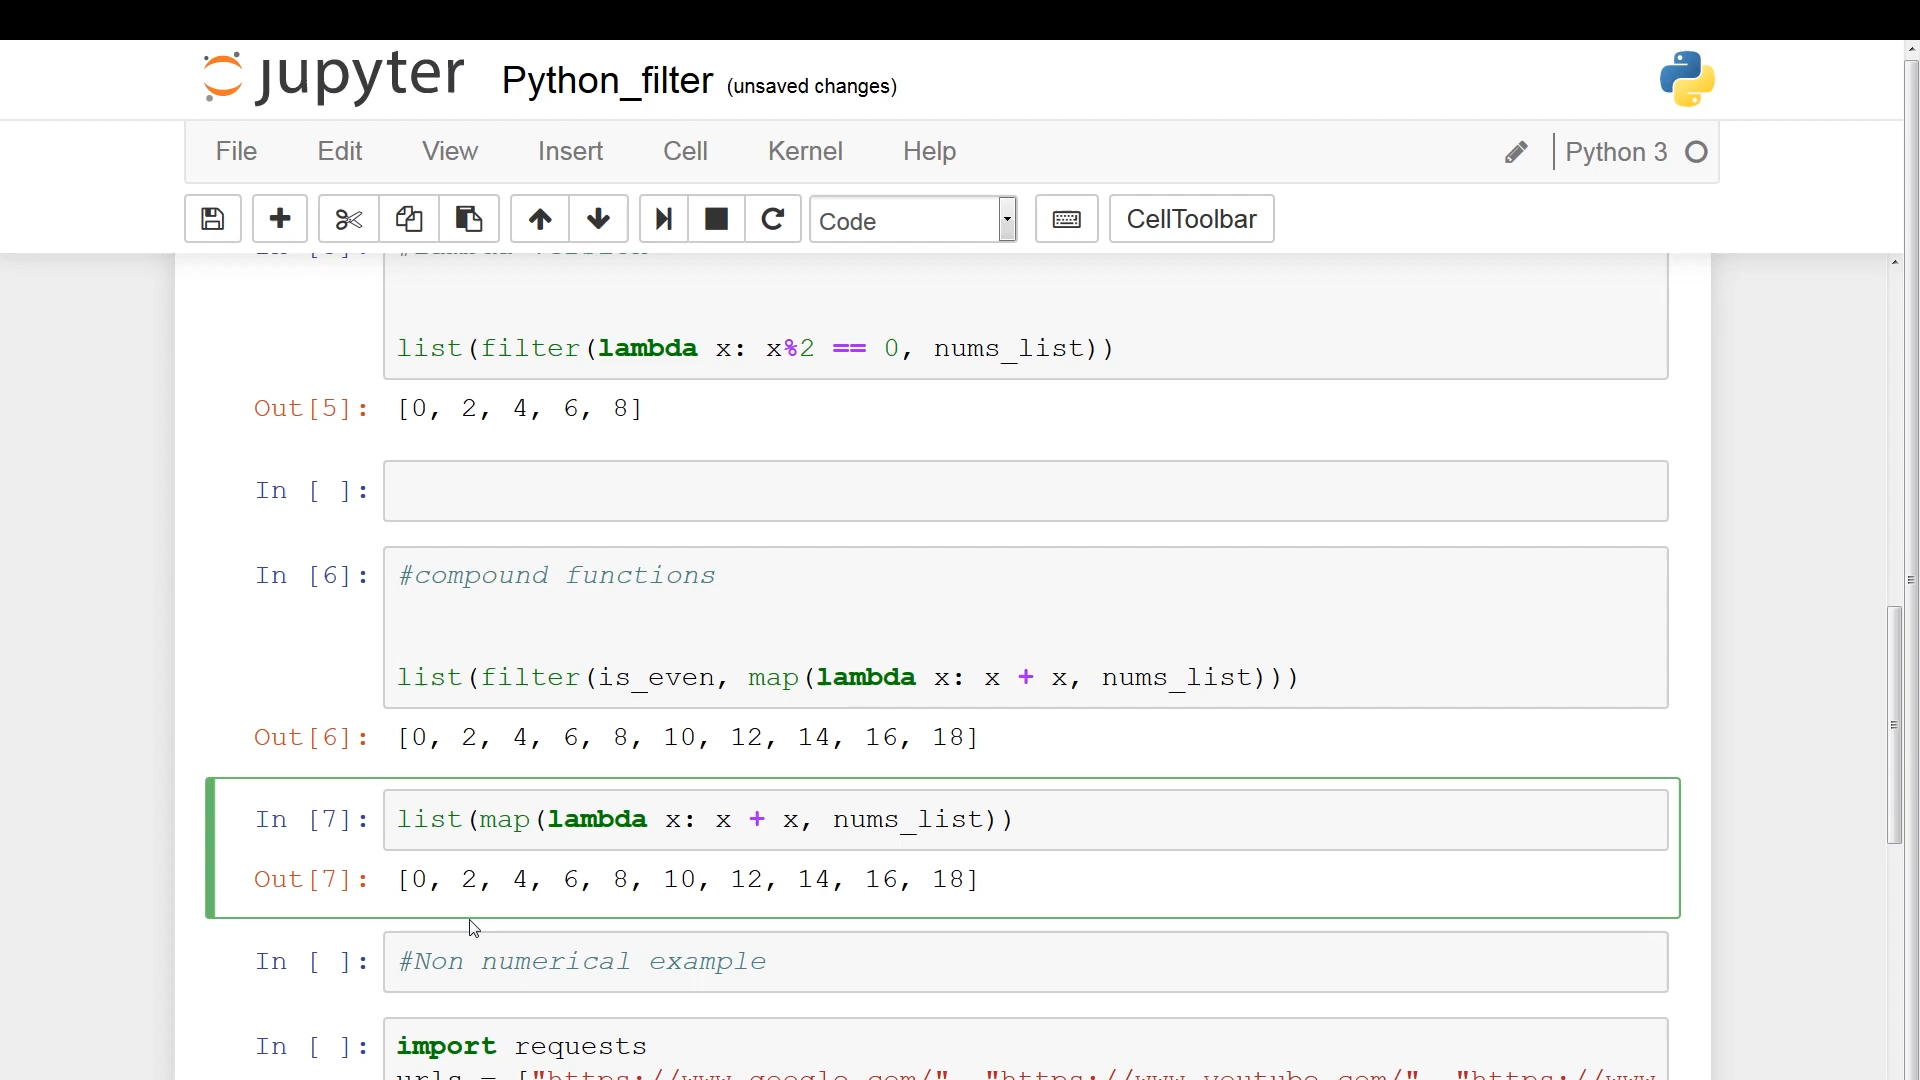 jupyter Python_filter (unsaved changes)
File Edit View Insert Cell Kernel Help Python 3
Code CellToolbar
list(filter(lambda x: x%2 == 0, nums_list))
Out[5]: [0, 2, 4, 6, 8]
In [ ]:
In [6]: #compound functions
list(filter(is_even, map(lambda x: x + x, nums_list)))
Out[6]: [0, 2, 4, 6, 8, 10, 12, 14, 16, 18]
In [7]: list(map(lambda x: x + x, nums_list))
Out[7]: [0, 2, 4, 6, 8, 10, 12, 14, 16, 18]
In [ ]: #Non numerical example
In [ ]: import requests
urls = ["https://www.google.com/", "https://www.youtube.com/", "https://www